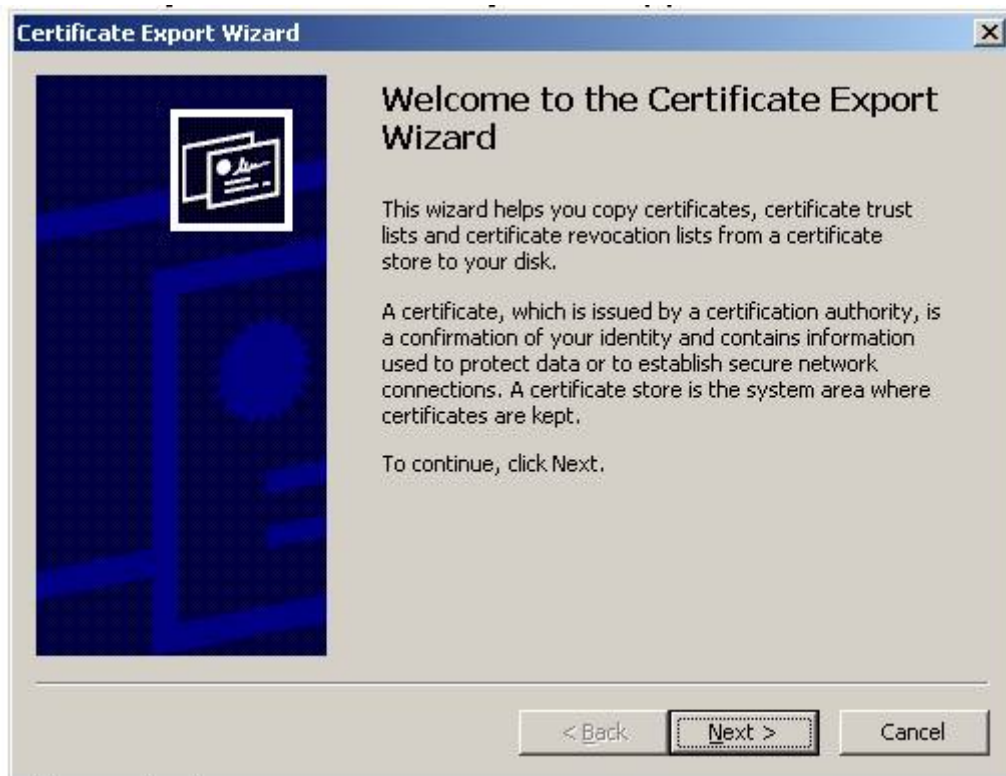 Certificate Export Wizard
Welcome to the Certificate Export
Wizard
This wizard helps you copy certificates, certificate trust
lists and certificate revocation lists from a certificate
store to your disk.
A certificate, which is issued by a certification authority, is
a confirmation of your identity and contains information
used to protect data or to establish secure network
connections. A certificate store is the system area where
certificates are kept.
To continue, click Next.
< Back
Next >
Cancel